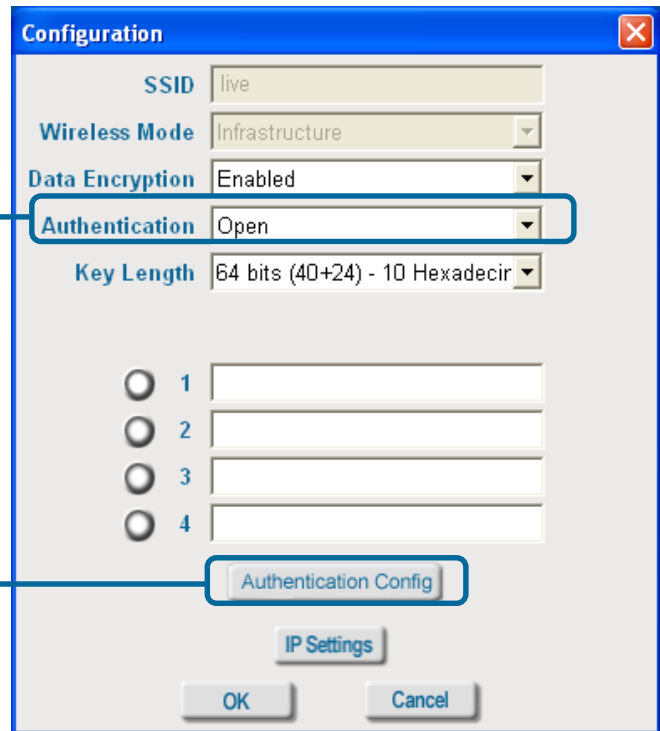 Configuration
SSID live
Wireless Mode Infrastructure
Data Encryption Enabled
Authentication Open
Key Length 64 bits (40+24) - 10 Hexadecir
1
2
3
4
Authentication Config
IP Settings
OK Cancel